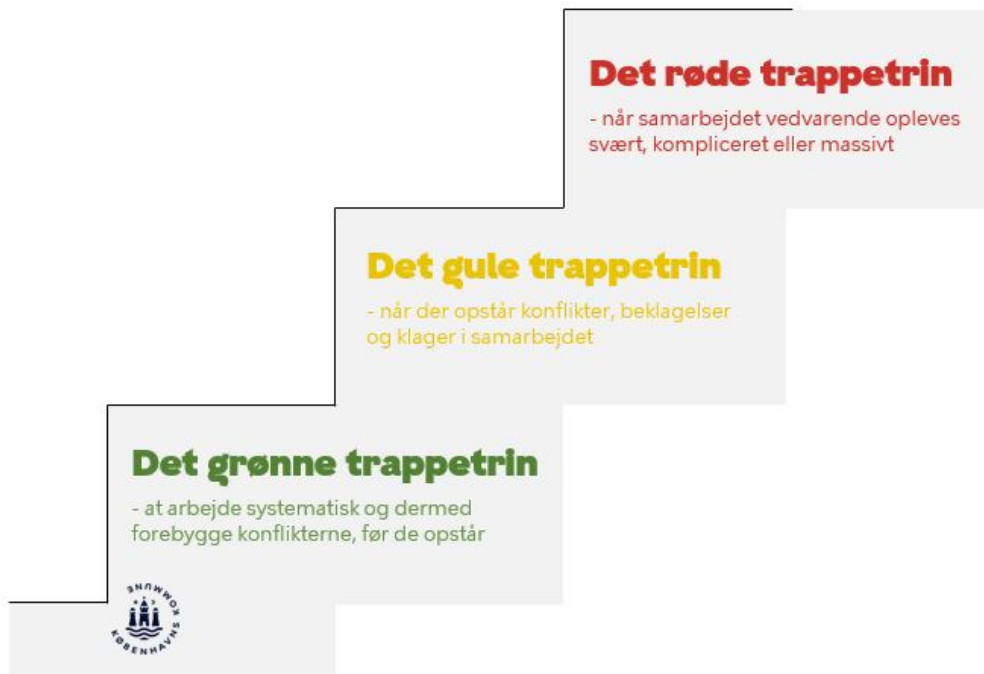 Det røde trappetrin
- når samarbejdet vedvarende opleves
svært, kompliceret eller massivt
Det gule trappetrin
- når der opstår konflikter, beklagelser
og klager i samarbejdet
Det grønne trappetrin
- at arbejde systematisk og dermed
forebygge konflikterne, før de opstår
KØBENHAVNS KOMMUNE